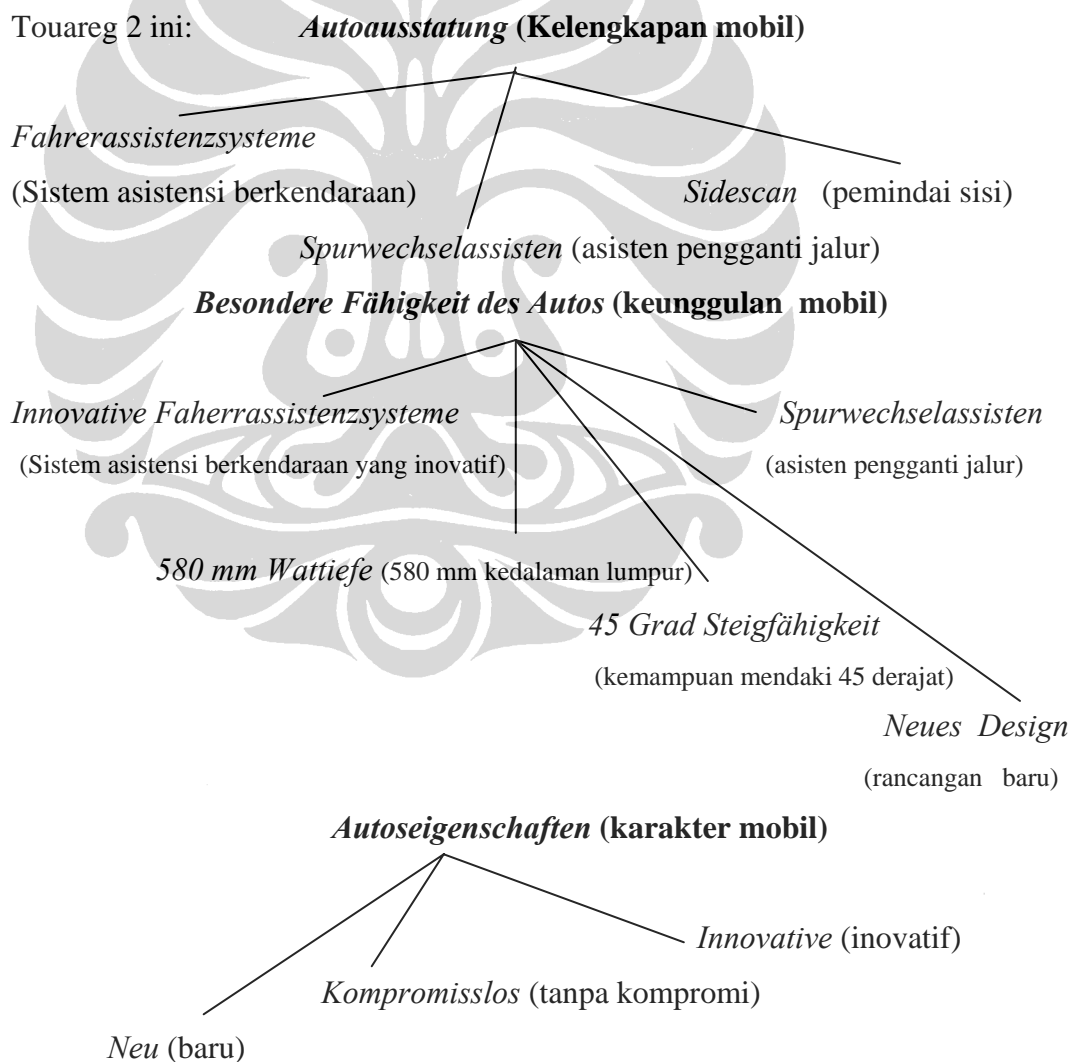 Touareg 2 ini: Autoausstatung (Kelengkapan mobil)
Fahrerassistenzsysteme
(Sistem asistensi berkendaraan)
Sidescan (pemindai sisi)
Spurwechselassisten (asisten pengganti jalur)
Besondere Fähigkeit des Autos (keunggulan mobil)
Innovative Faherrassistenzsysteme
Spurwechselassisten
(Sistem asistensi berkendaraan yang inovatif)
(asisten pengganti jalur)
580 mm Wattiefe (580 mm kedalaman lumpur)
45 Grad Steigfähigkeit
(kemampuan mendaki 45 derajat)
Neues Design
(rancangan baru)
Autoseigenschaften (karakter mobil)
Innovative (inovatif)
Kompromisslos (tanpa kompromi)
Neu (baru)